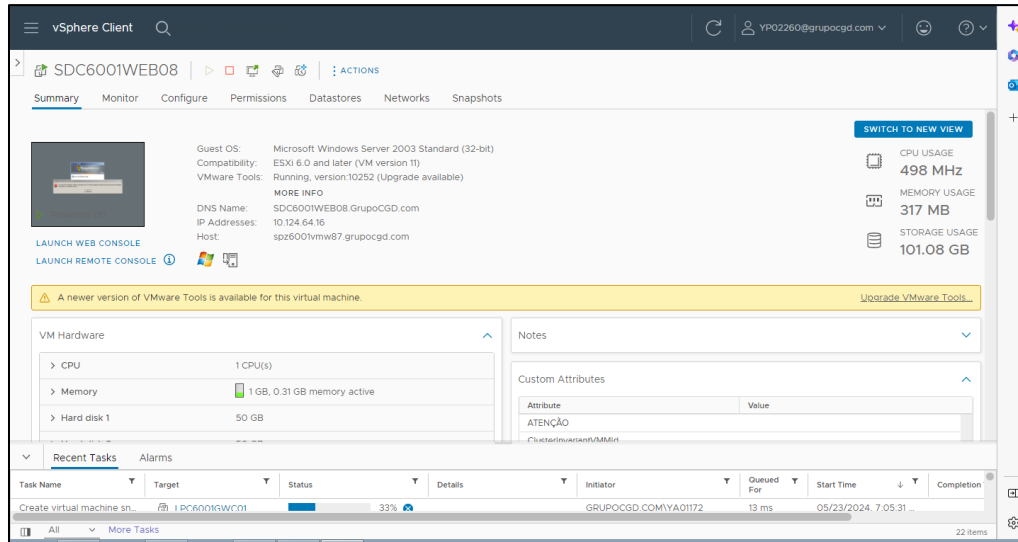 vSphere Client
YP02260@grupocgd.com
SDC6001WEB08
ACTIONS
Summary Monitor Configure Permissions Datastores Networks Snapshots
SWITCH TO NEW VIEW
Guest OS: Microsoft Windows Server 2003 Standard (32-bit)
Compatibility: ESXi 6.0 and later (VM version 11)
VMware Tools: Running, version:10252 (Upgrade available)
MORE INFO
DNS Name: SDC6001WEB08.GrupoCGD.com
IP Addresses: 10.124.64.16
Host: spz6001vmw87.grupocgd.com
CPU USAGE
498 MHz
MEMORY USAGE
317 MB
STORAGE USAGE
101.08 GB
LAUNCH WEB CONSOLE
LAUNCH REMOTE CONSOLE
A newer version of VMware Tools is available for this virtual machine. Upgrade VMware Tools...
VM Hardware
CPU 1 CPU(s)
Memory 1 GB, 0.31 GB memory active
Hard disk 1 50 GB
Notes
Custom Attributes
Attribute Value
ATENÇÃO
ClusterInvariantVMMId
Recent Tasks Alarms
Task Name Target Status Details Initiator Queued For Start Time Completion
Create virtual machine sn... LPC6001GWC01 33% GRUPOCGD.COM\YA01172 13 ms 05/23/2024, 7:05:31 ...
All More Tasks 22 items